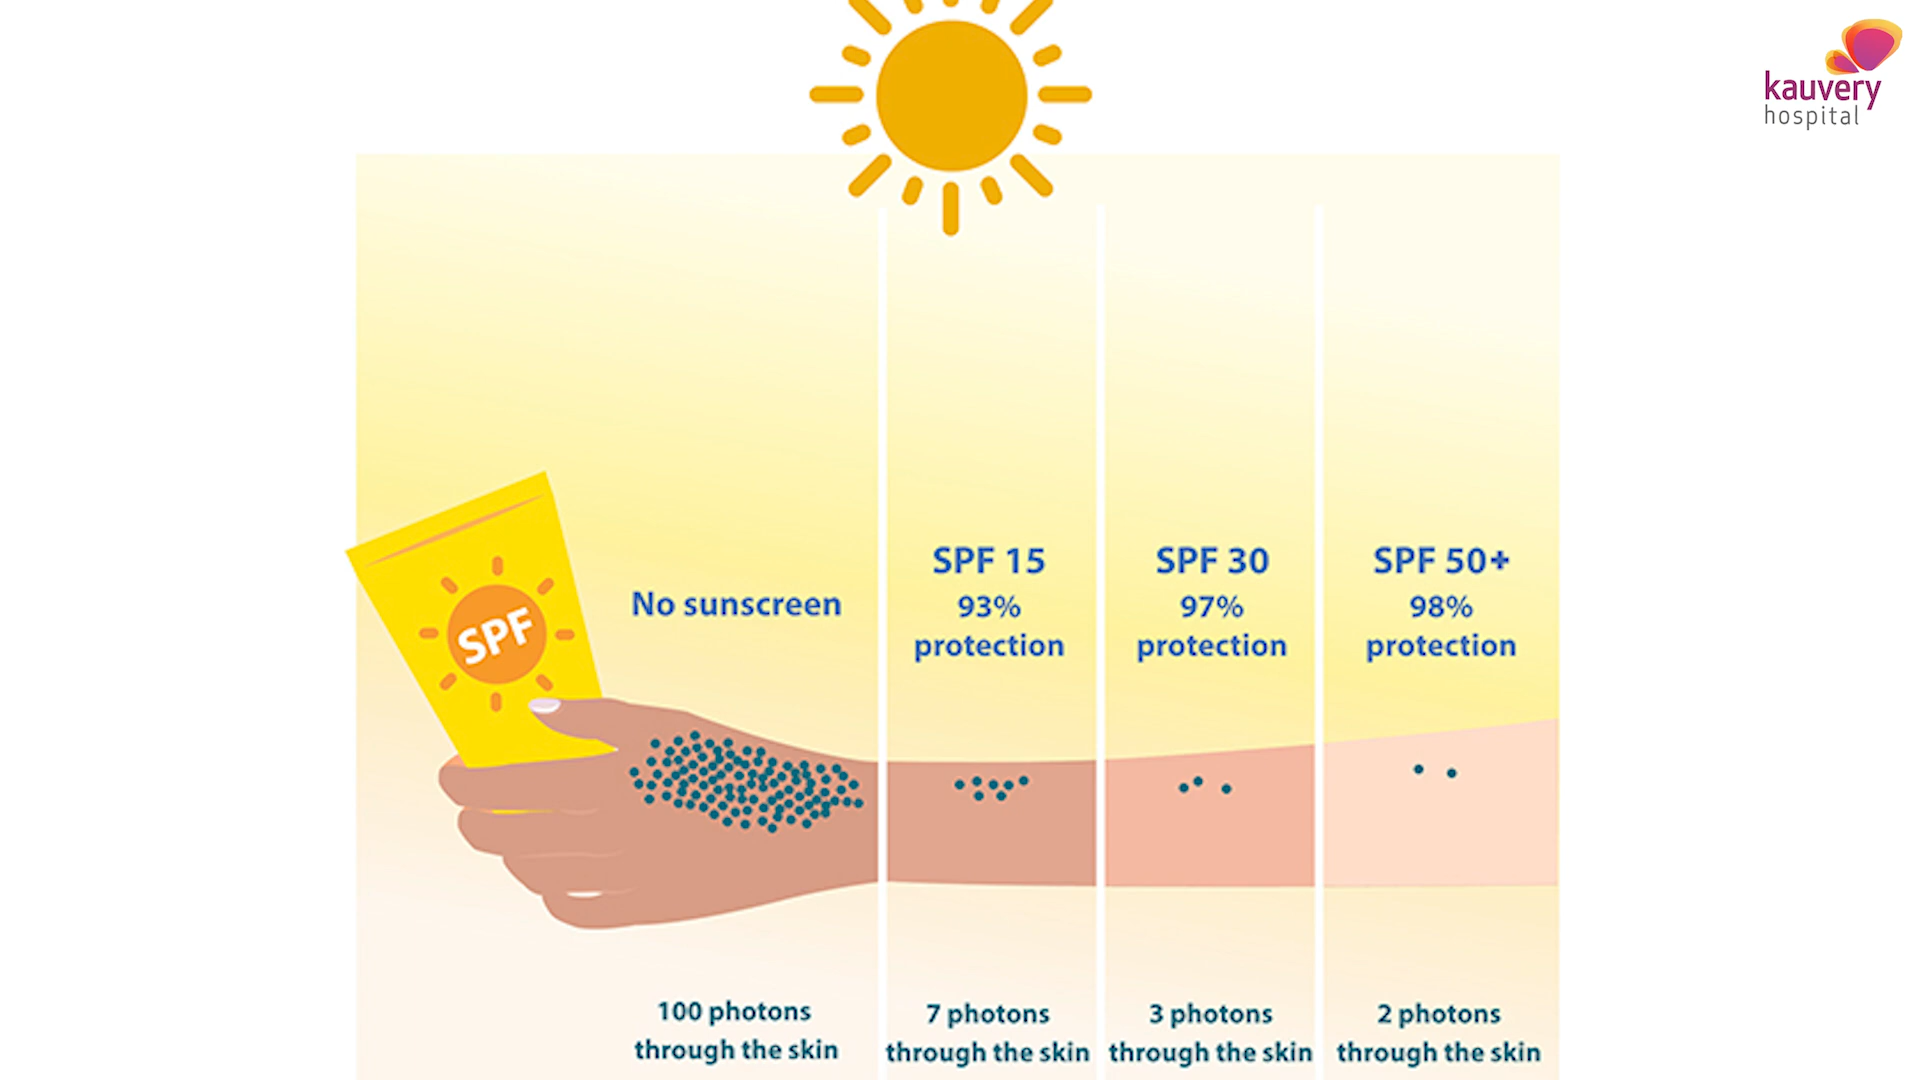 kauvery
hospital
SPF
No sunscreen
SPF 15
93%
protection
SPF 30
97%
protection
SPF 50+
98%
protection
100 photons
through the skin
7 photons
through the skin
3 photons
through the skin
2 photons
through the skin